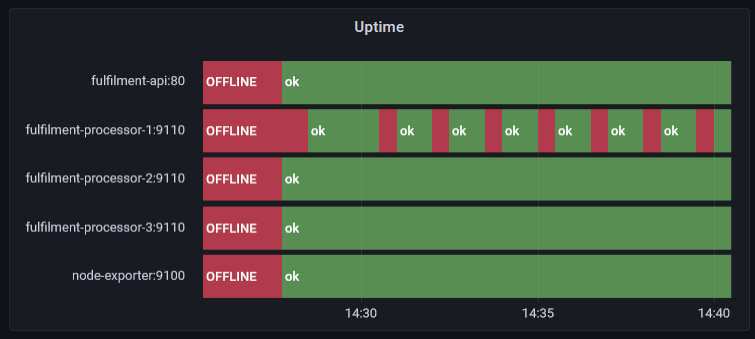 Uptime
fulfilment-api:80 OFFLINE ok
fulfilment-processor-1:9110 OFFLINE ok ok ok ok ok ok ok
fulfilment-processor-2:9110 OFFLINE ok
fulfilment-processor-3:9110 OFFLINE ok
node-exporter:9100 OFFLINE ok
14:30 14:35 14:40